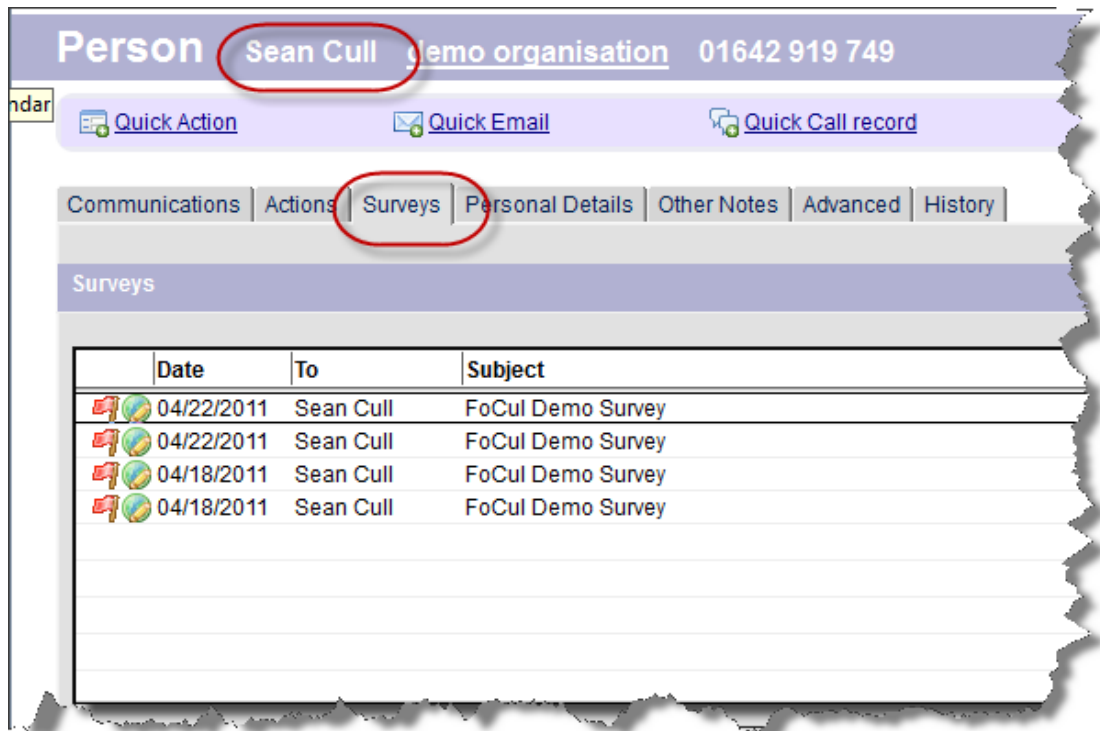 Person Sean Cull demo organisation 01642 919 749
ndar
Quick Action Quick Email Quick Call record
Communications Actions Surveys Personal Details Other Notes Advanced History
Surveys
Date To Subject
04/22/2011 Sean Cull FoCul Demo Survey
04/22/2011 Sean Cull FoCul Demo Survey
04/18/2011 Sean Cull FoCul Demo Survey
04/18/2011 Sean Cull FoCul Demo Survey